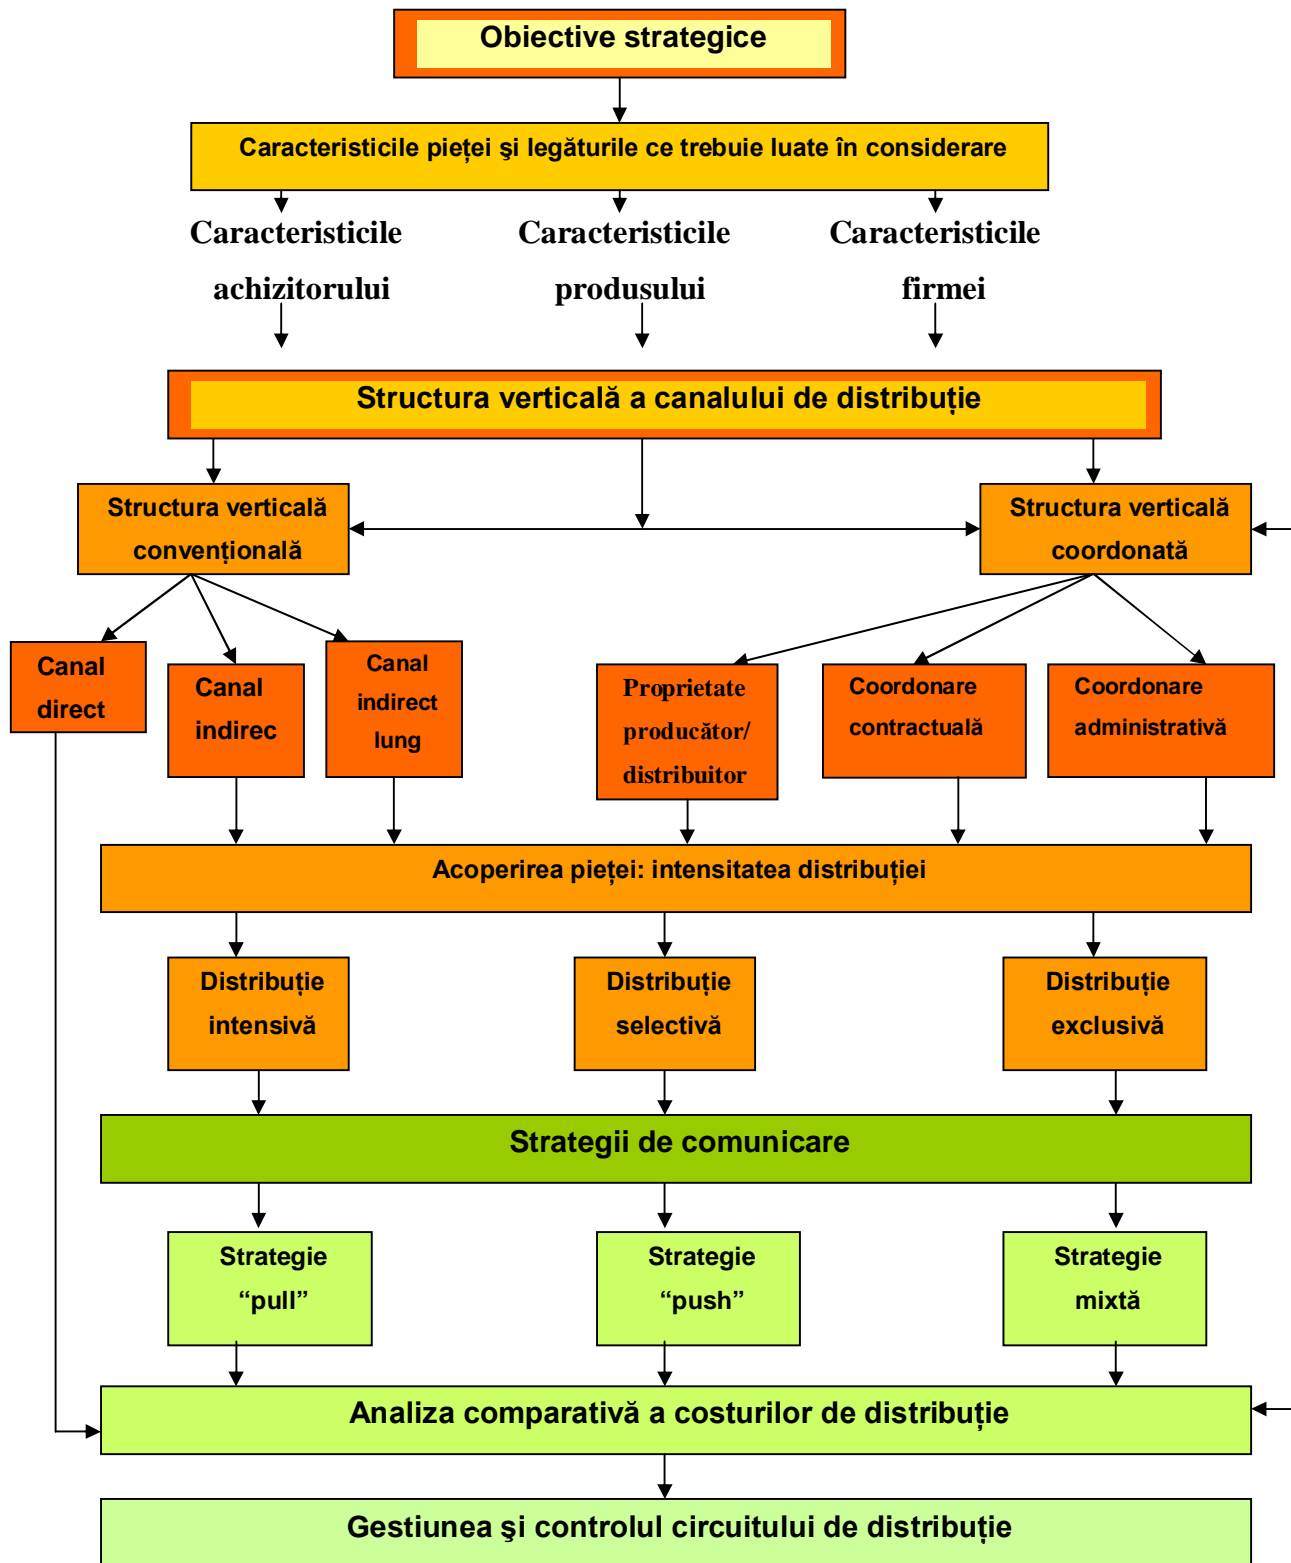 Obiective strategice
Caracteristicile pieței şi legăturile ce trebuie luate în considerare
Caracteristicile
achizitorului
Caracteristicile
produsului
Caracteristicile
firmei
Structura verticală a canalului de distribuție
Structura verticală
convențională
Structura verticală
coordonată
Canal
direct
Canal
indirec
Canal
indirect
lung
Proprietate
producător/
distribuitor
Coordonare
contractuală
Coordonare
administrativă
Acoperirea pieței: intensitatea distribuției
Distribuție
intensivă
Distribuție
selectivă
Distribuție
exclusivă
Strategii de comunicare
Strategie
“pull”
Strategie
“push”
Strategie
mixtă
Analiza comparativă a costurilor de distribuție
Gestiunea şi controlul circuitului de distribuție